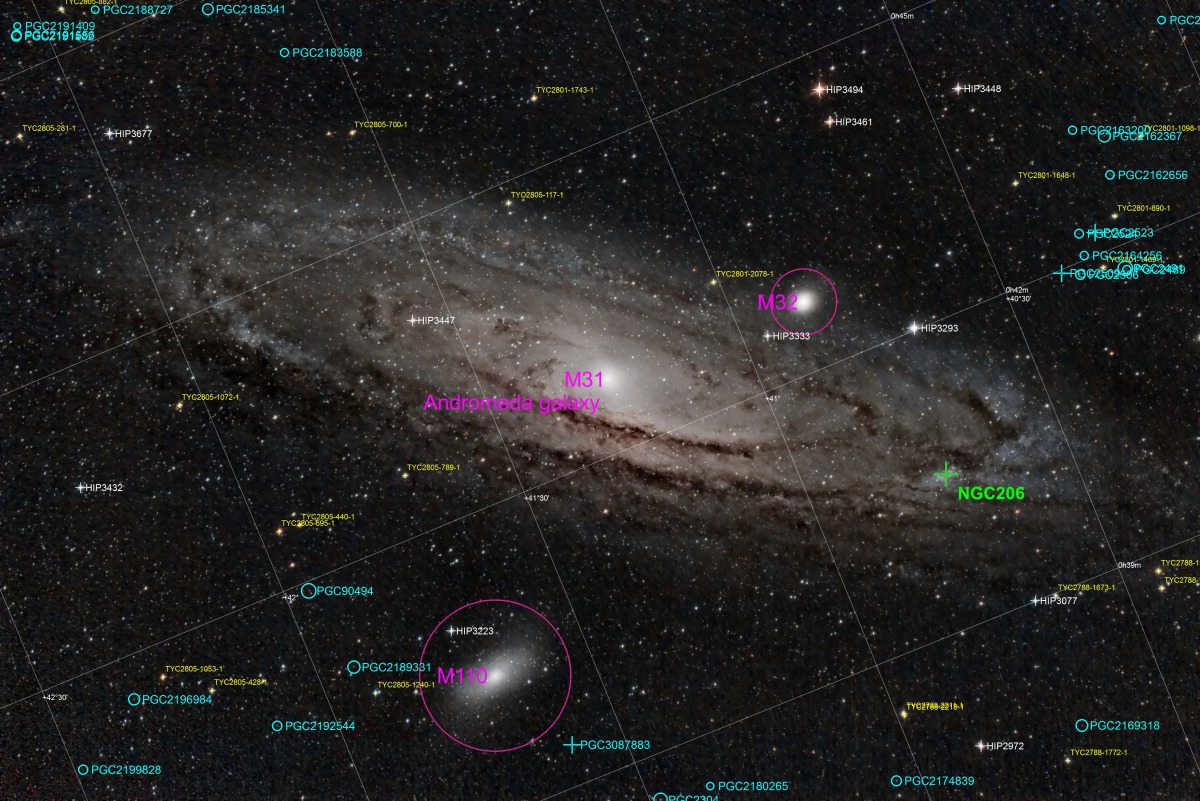 PGC2188727
PGC2185341
PGC2191409
0h45m
PGC2183588
HIP3494
HIP3448
TYC2801-1743-1
HIP3461
TYC2805-281-1
HIP3677
TYC2805-700-1
PGC2162367
PGC2162656
TYC2801-1648-1
TYC2805-117-1
TYC2801-890-1
TYC2801-2078-1
0h42m
+40°30'
M32
HIP3447
HIP3333
HIP3293
M31
Andromeda galaxy
+41°
TYC2805-1072-1
TYC2805-789-1
HIP3432
+41°30'
NGC206
TYC2805-440-1
TYC2805-695-1
0h39m
PGC90494
+42°
TYC2788-1673-1
HIP3077
HIP3223
TYC2805-1053-1
PGC2189331
M110
TYC2805-428-1
TYC2805-1240-1
+42°30'
PGC2196984
PGC2192544
PGC2169318
PGC3087883
HIP2972
TYC2788-1772-1
PGC2199828
PGC2174839
PGC2180265